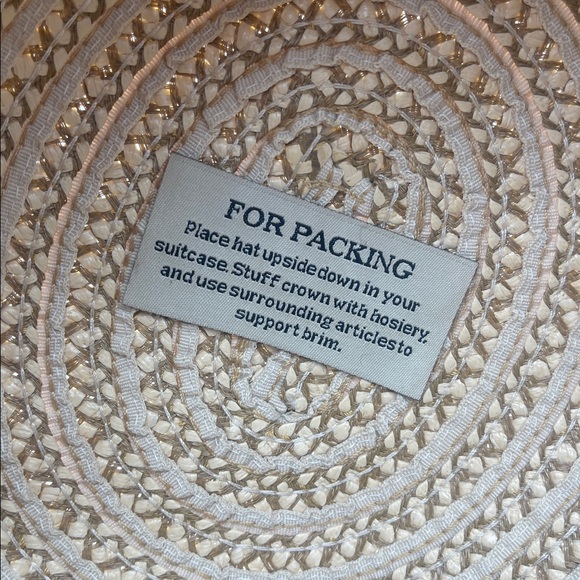 FOR PACKING
place hat upside down in your
suitcase. Stuff crown with hosiery.
and use surrounding articles to
support brim.